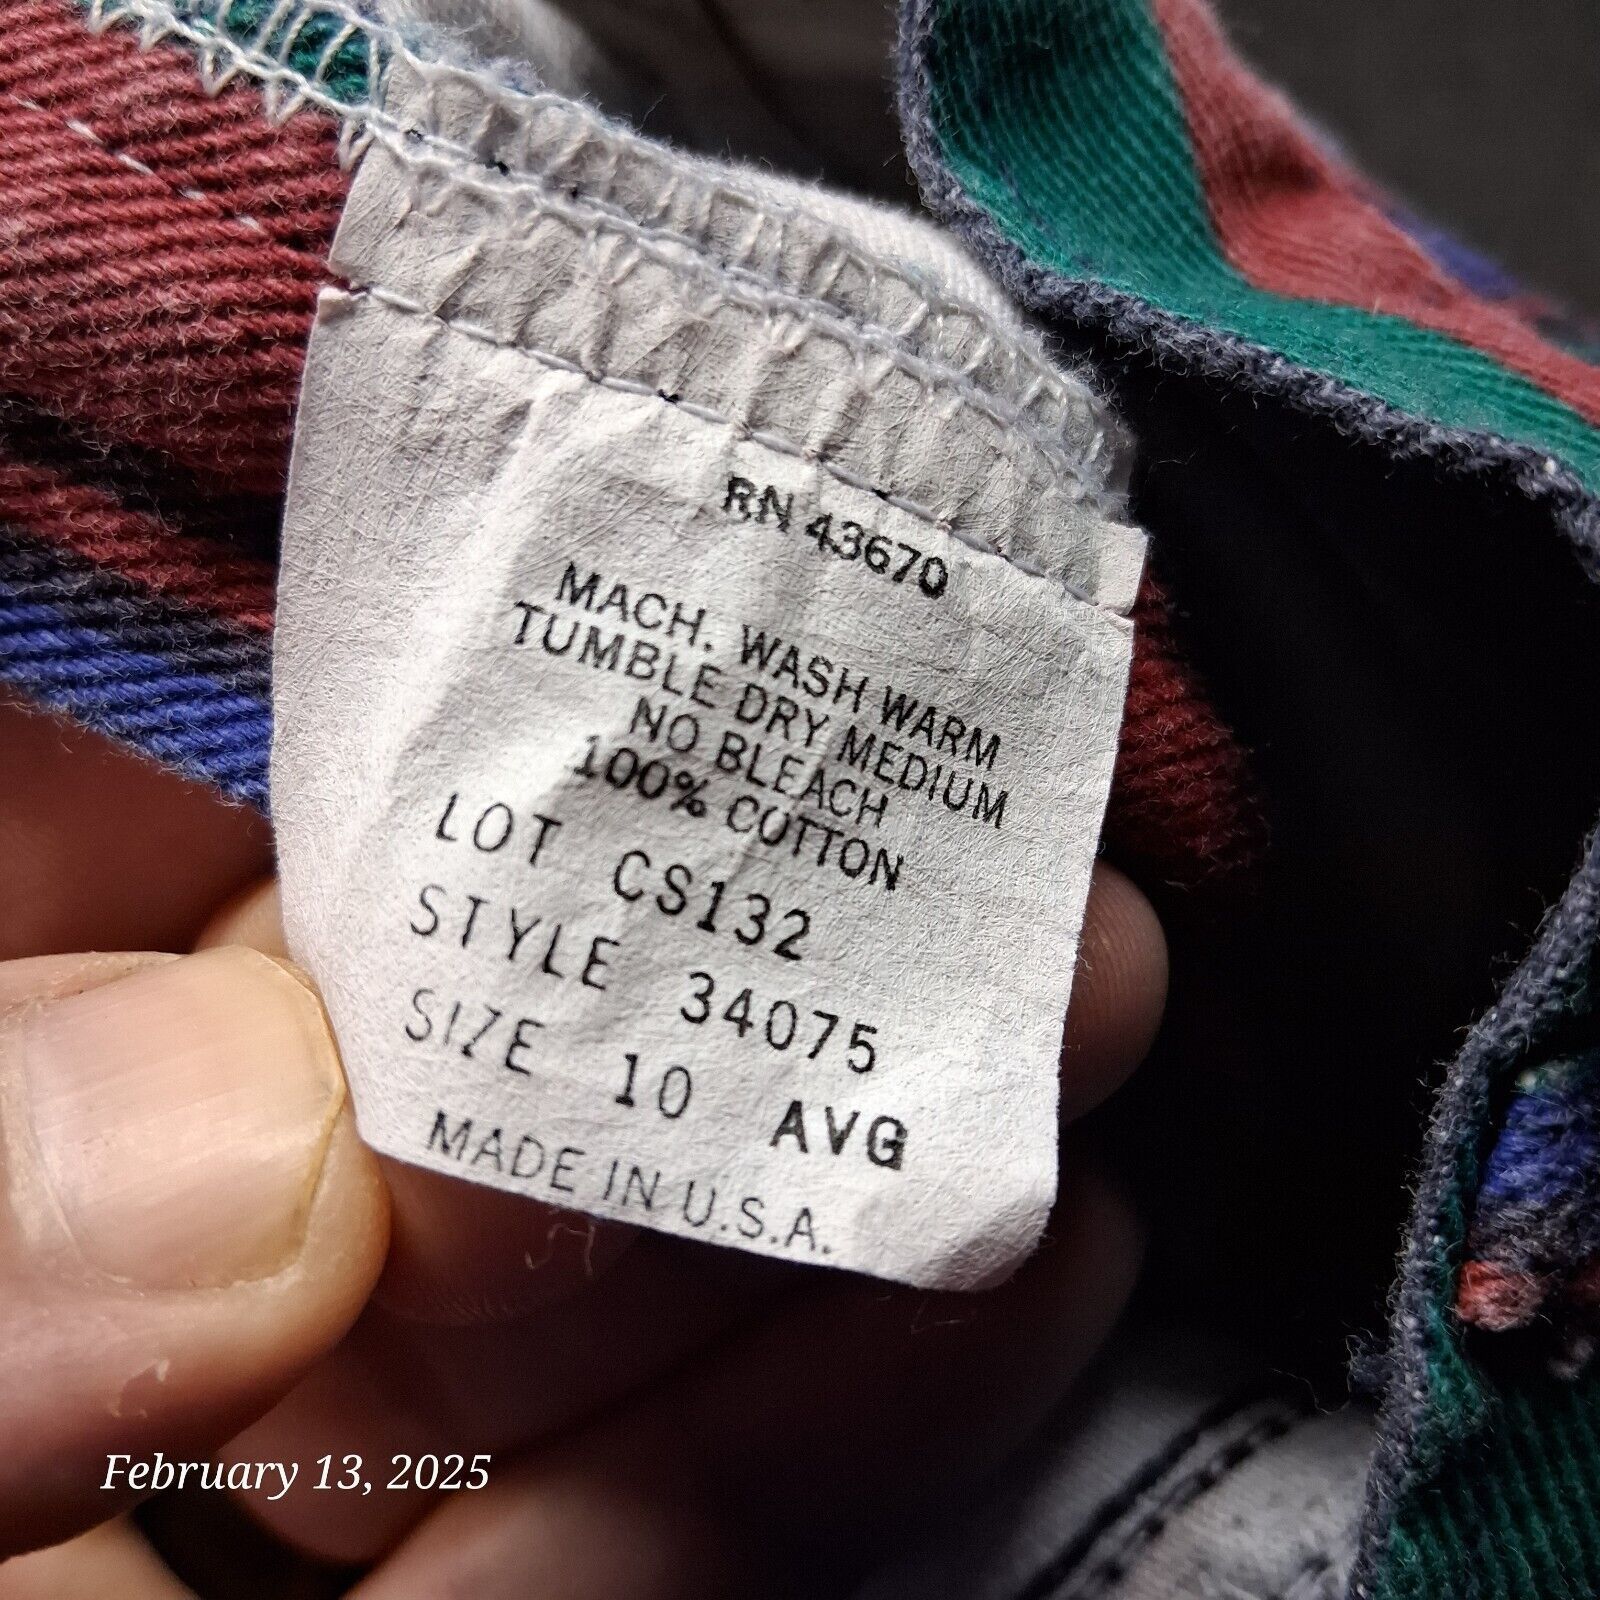 RN 43670
MACH. WASH WARM
TUMBLE DRY MEDIUM
NO BLEACH
100% COTTON
LOT CS132
STYLE 34075
SIZE 10 AVG
MADE IN U.S.A.
February 13, 2025